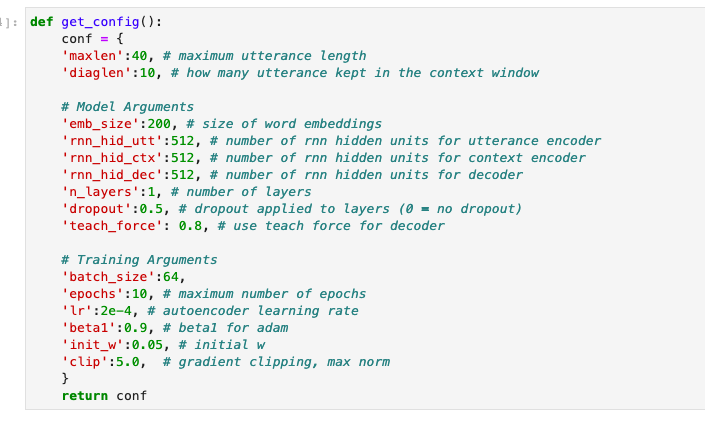 ]:
def get_config():
    conf = {
    'maxlen':40, # maximum utterance length
    'diaglen':10, # how many utterance kept in the context window

    # Model Arguments
    'emb_size':200, # size of word embeddings
    'rnn_hid_utt':512, # number of rnn hidden units for utterance encoder
    'rnn_hid_ctx':512, # number of rnn hidden units for context encoder
    'rnn_hid_dec':512, # number of rnn hidden units for decoder
    'n_layers':1, # number of layers
    'dropout':0.5, # dropout applied to layers (0 = no dropout)
    'teach_force': 0.8, # use teach force for decoder

    # Training Arguments
    'batch_size':64,
    'epochs':10, # maximum number of epochs
    'lr':2e-4, # autoencoder learning rate
    'beta1':0.9, # beta1 for adam
    'init_w':0.05, # initial w
    'clip':5.0,  # gradient clipping, max norm
    }
    return conf